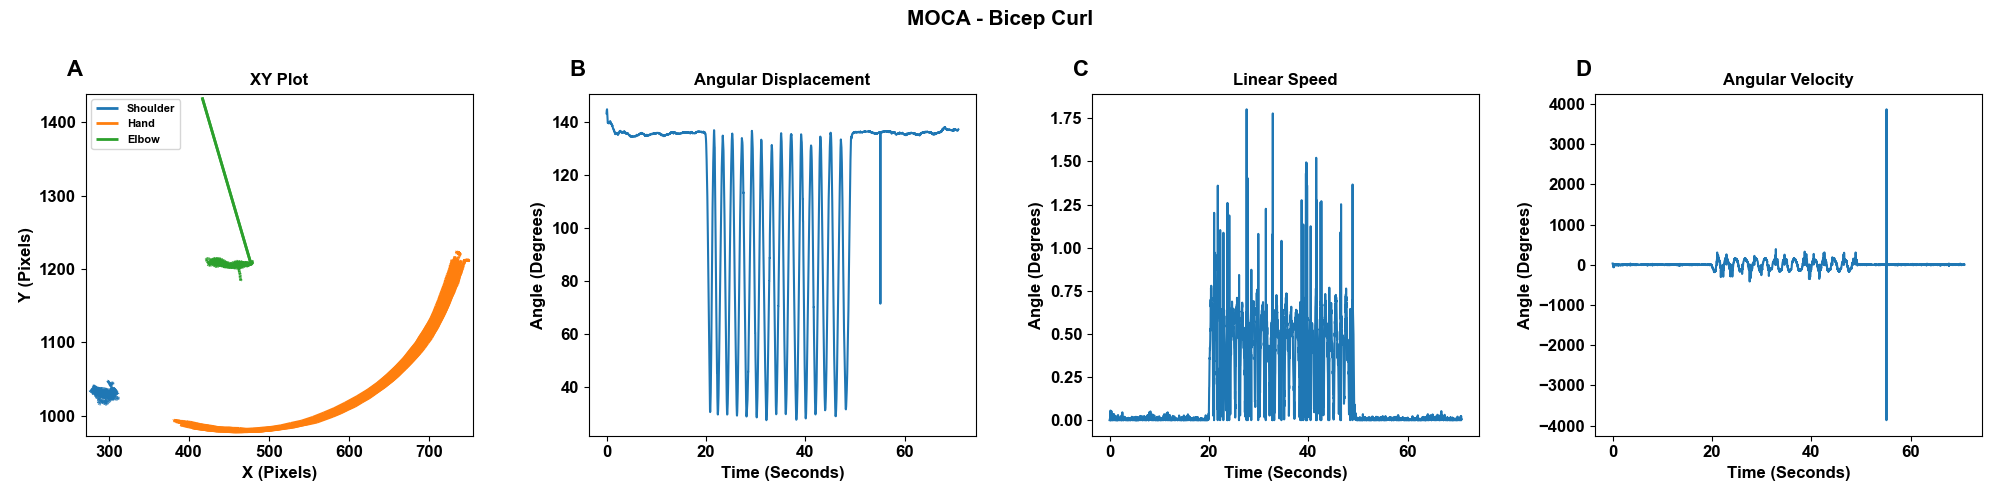 MOCA - Bicep Curl
A
XY Plot
Shoulder
Hand
Elbow
1400
1300
1200
1100
1000
Y (Pixels)
300 400 500 600 700
X (Pixels)
B
Angular Displacement
140
120
100
80
60
40
Angle (Degrees)
0 20 40 60
Time (Seconds)
C
Linear Speed
1.75
1.50
1.25
1.00
0.75
0.50
0.25
0.00
Angle (Degrees)
0 20 40 60
Time (Seconds)
D
Angular Velocity
4000
3000
2000
1000
0
−1000
−2000
−3000
−4000
Angle (Degrees)
0 20 40 60
Time (Seconds)